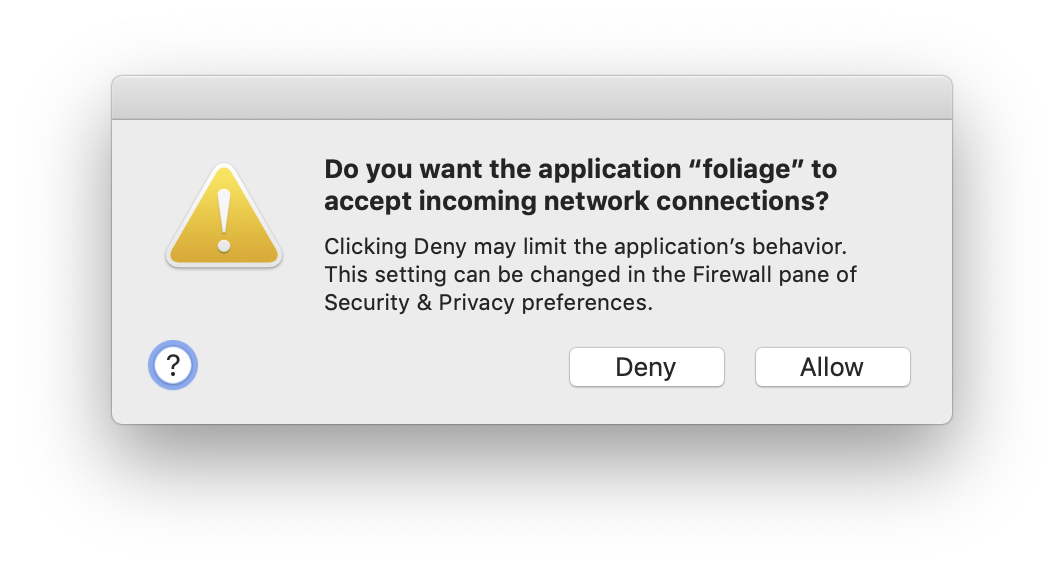 Do you want the application “foliage” to
accept incoming network connections?
Clicking Deny may limit the application’s behavior.
This setting can be changed in the Firewall pane of
Security & Privacy preferences.
?
Deny
Allow